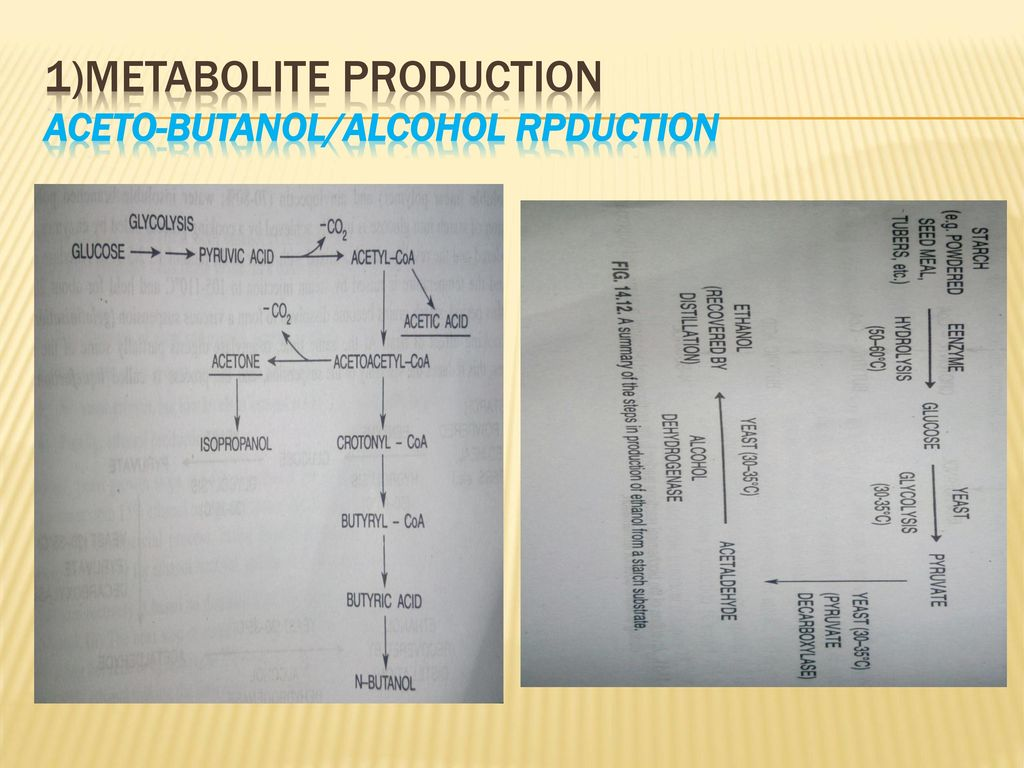 1)METABOLITE PRODUCTION
ACETO-BUTANOL/ALCOHOL RPDUCTION
GLYCOLYSIS
GLUCOSE
PYRUVIC ACID
-CO2
ACETYL-CoA
ACETIC ACID
-CO2
ACETONE
ACETOACETYL-CoA
ISOPROPANOL
CROTONYL - CoA
BUTYRYL - CoA
BUTYRIC ACID
N-BUTANOL
STARCH
(e.g. POWDERED
SEED MEAL,
TUBERS, etc.)
EENZYME
HYDROLYSIS
(50-60°C)
GLUCOSE
YEAST
GLYCOLYSIS
(30-35°C)
PYRUVATE
YEAST (30-35°C)
(PYRUVATE
DECARBOXYLASE)
ACETALDEHYDE
YEAST (30-35°C)
ALCOHOL
DEHYDROGENASE
ETHANOL
(RECOVERED BY
DISTILLATION)
FIG. 14.12. A summary of the steps in production of ethanol from a starch substrate.